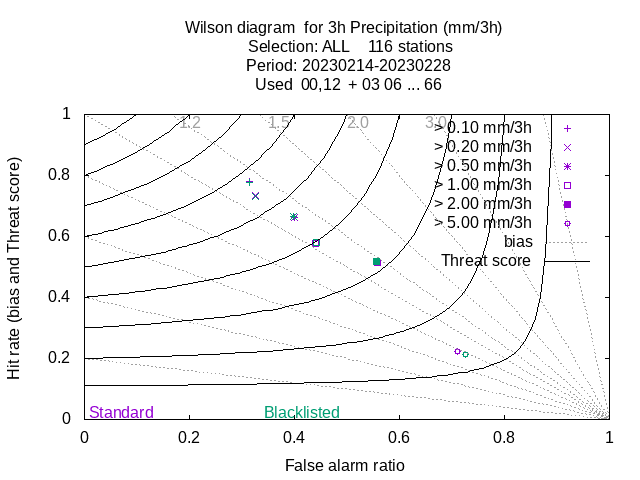 Wilson diagram  for 3h Precipitation (mm/3h)
Selection: ALL    116 stations
Period: 20230214-20230228
Used  00,12  + 03 06 ... 66
Hit rate (bias and Threat score)
1
0.8
0.6
0.4
0.2
0
1.2
1.5
2.0
3.0
> 0.10 mm/3h
> 0.20 mm/3h
> 0.50 mm/3h
> 1.00 mm/3h
> 2.00 mm/3h
> 5.00 mm/3h
bias
Threat score
Standard
Blacklisted
0 0.2 0.4 0.6 0.8 1
False alarm ratio